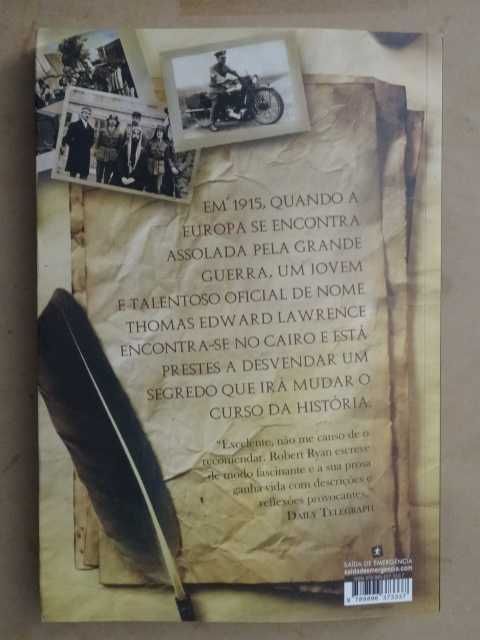 EM 1915, QUANDO A
EUROPA SE ENCONTRA
ASSOLADA PELA GRANDE
GUERRA, UM JOVEM
E TALENTOSO OFICIAL DE NOME
THOMAS EDWARD LAWRENCE
ENCONTRA-SE NO CAIRO E ESTÁ
PRESTES A DESVENDAR UM
SEGREDO QUE IRÁ MUDAR O
CURSO DA HISTÓRIA.
"Excelente, não me canso de o
recomendar. Robert Ryan escreve
de modo fascinante e a sua prosa
ganha vida com descrições e
reflexões provocantes."
DAILY TELEGRAPH
SAÍDA DE EMERGÊNCIA
saidadeemergencia.com